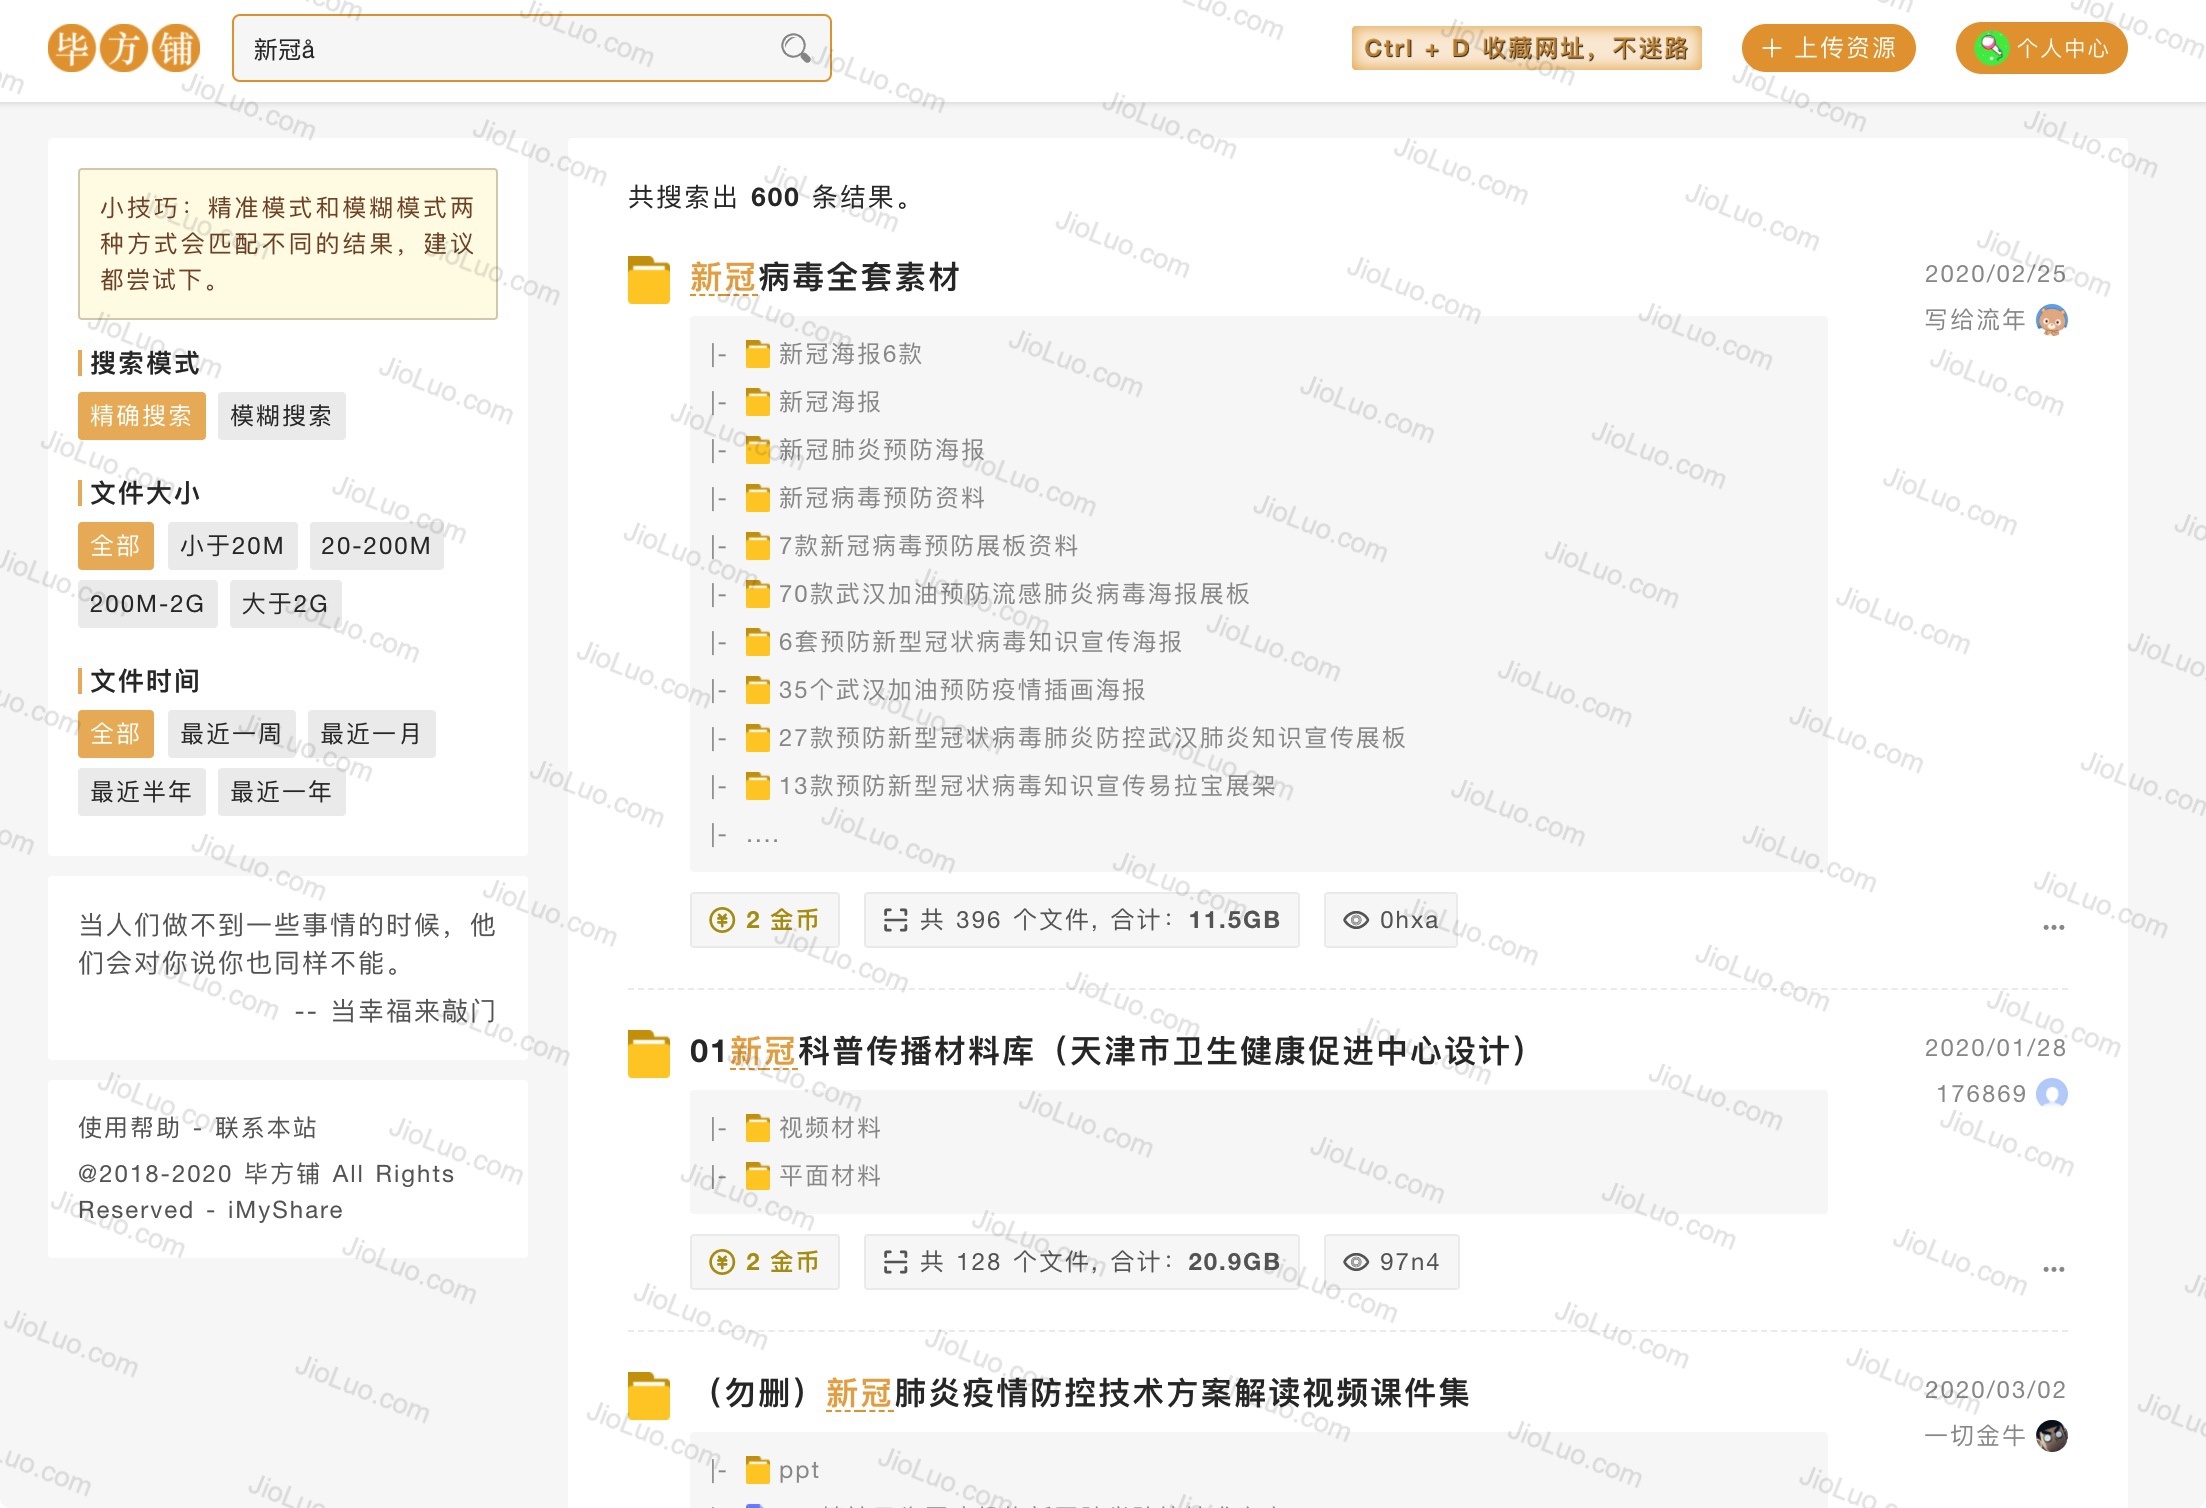 毕方铺
新冠å
Ctrl + D 收藏网址，不迷路
＋ 上传资源
个人中心
小技巧：精准模式和模糊模式两
种方式会匹配不同的结果，建议
都尝试下。
搜索模式
精确搜索 模糊搜索
文件大小
全部 小于20M 20-200M
200M-2G 大于2G
文件时间
全部 最近一周 最近一月
最近半年 最近一年
当人们做不到一些事情的时候，他
们会对你说你也同样不能。
-- 当幸福来敲门
使用帮助 - 联系本站
@2018-2020 毕方铺 All Rights
Reserved - iMyShare
共搜索出 600 条结果。
新冠病毒全套素材
2020/02/25
写给流年
|- 新冠海报6款
|- 新冠海报
|- 新冠肺炎预防海报
|- 新冠病毒预防资料
|- 7款新冠病毒预防展板资料
|- 70款武汉加油预防流感肺炎病毒海报展板
|- 6套预防新型冠状病毒知识宣传海报
|- 35个武汉加油预防疫情插画海报
|- 27款预防新型冠状病毒肺炎防控武汉肺炎知识宣传展板
|- 13款预防新型冠状病毒知识宣传易拉宝展架
|- ....
2 金币 共 396 个文件, 合计：11.5GB 0hxa ...
01新冠科普传播材料库（天津市卫生健康促进中心设计）
2020/01/28
176869
|- 视频材料
|- 平面材料
2 金币 共 128 个文件, 合计：20.9GB 97n4 ...
（勿删）新冠肺炎疫情防控技术方案解读视频课件集
2020/03/02
一切金牛
|- ppt
JioLuo.com